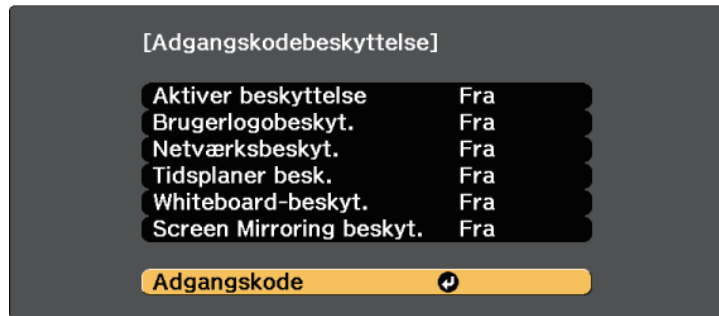 [Adgangskodebeskyttelse]
Aktiver beskyttelse Fra
Brugerlogobeskyt. Fra
Netværksbeskyt. Fra
Tidsplaner besk. Fra
Whiteboard-beskyt. Fra
Screen Mirroring beskyt. Fra
Adgangskode